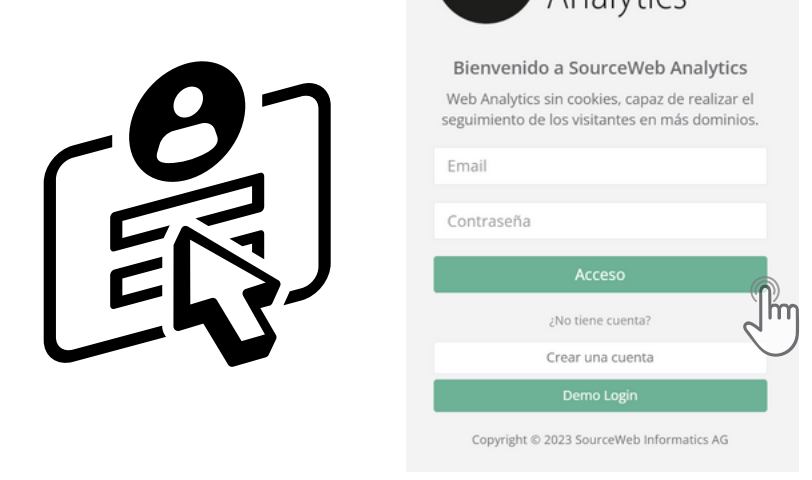 Analytics
Bienvenido a SourceWeb Analytics
Web Analytics sin cookies, capaz de realizar el
seguimiento de los visitantes en más dominios.
Email
Contraseña
Acceso
¿No tiene cuenta?
Crear una cuenta
Demo Login
Copyright © 2023 SourceWeb Informatics AG